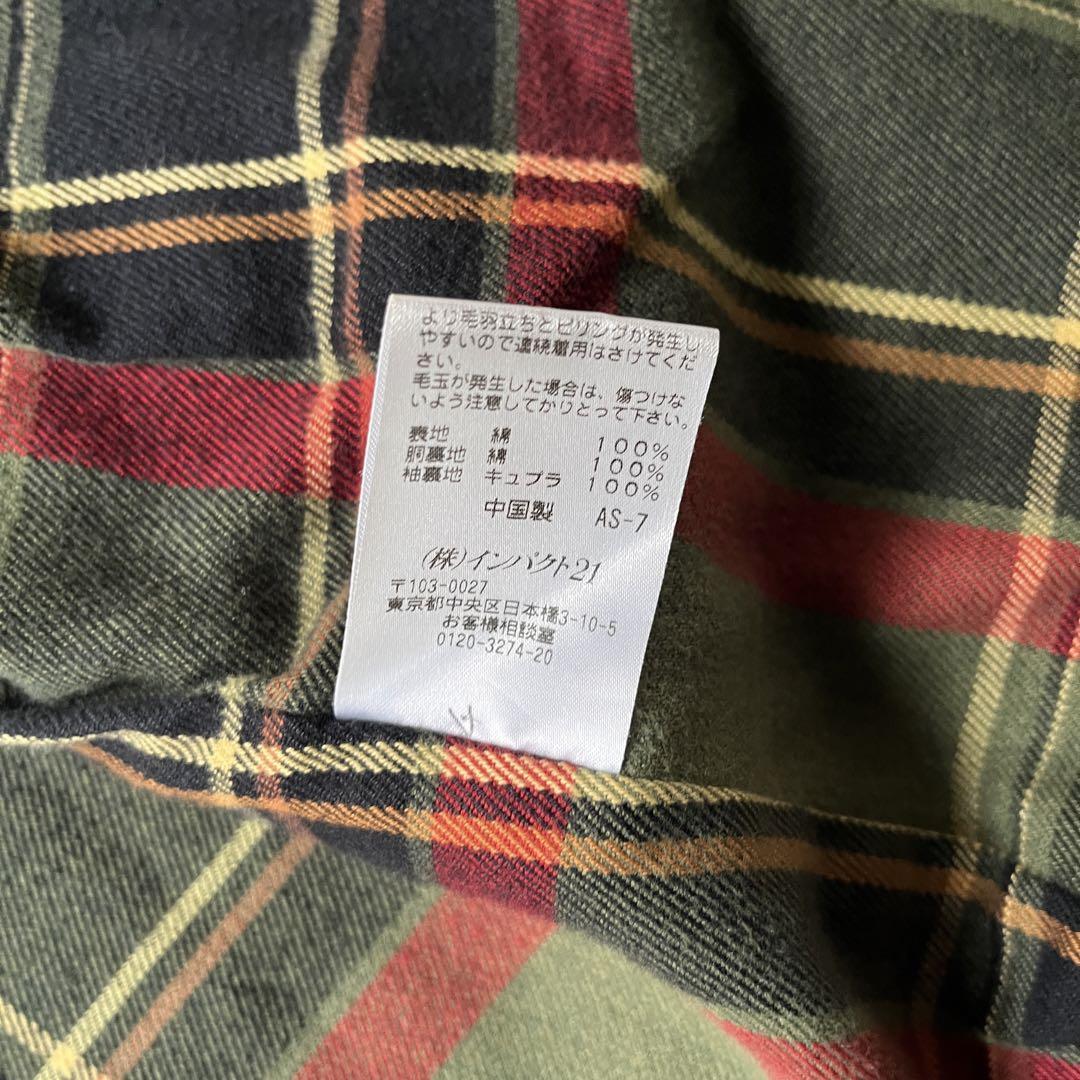 より毛羽立ちとピリングが発生し
やすいので連続着用はさけてくだ
さい。
毛玉が発生した場合は、傷つけな
いよう注意してかりとって下さい。
表地 綿 100%
胴裏地 綿 100%
袖裏地 キュプラ 100%
中国製 AS-7
(株)インパクト21
〒103-0027
東京都中央区日本橋3-10-5
お客様相談室
0120-3274-20